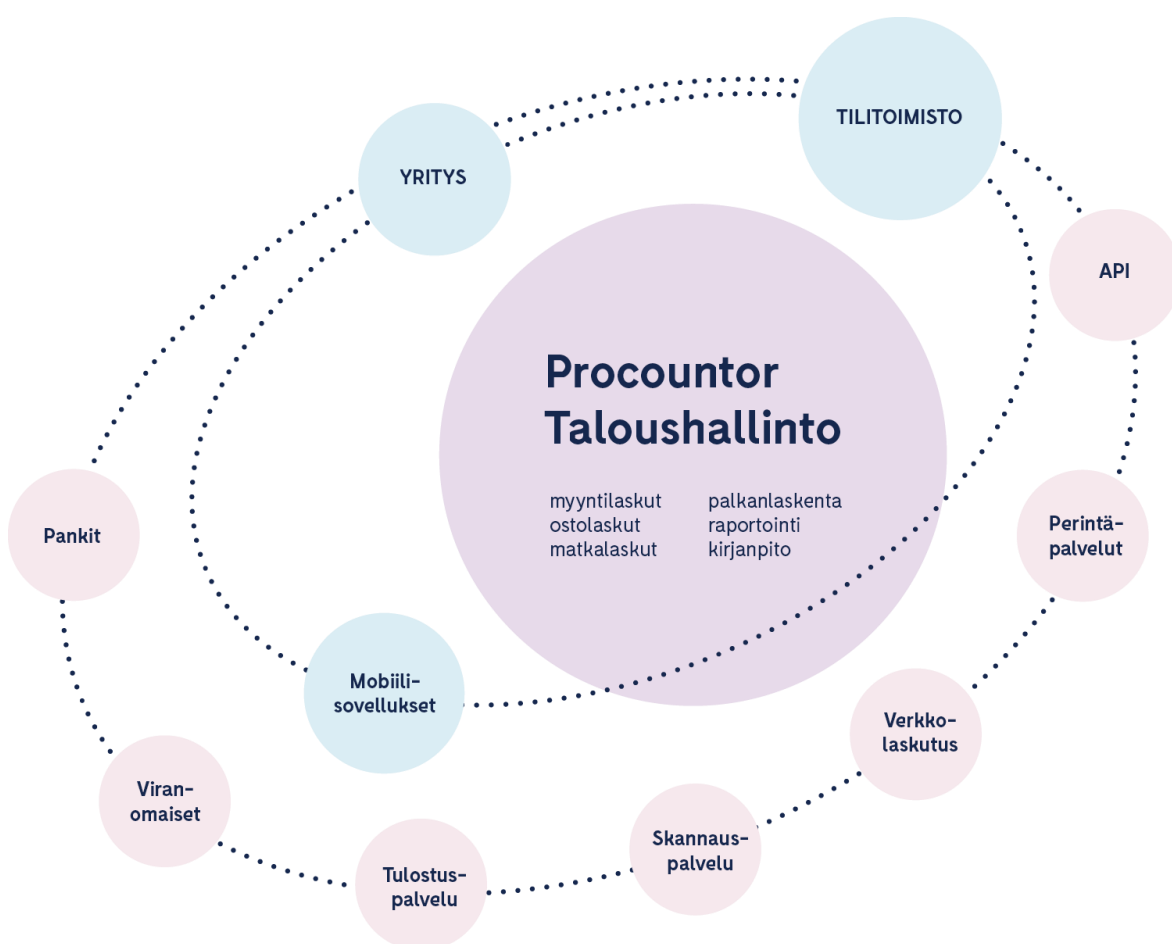 TILITOIMISTO
YRITYS
API
Procountor
Taloushallinto
myyntilaskut
ostolaskut
matkalaskut
palkanlaskenta
raportointi
kirjanpito
Pankit
Perintä-
palvelut
Mobiili-
sovellukset
Verkko-
laskutus
Viran-
omaiset
Skannaus-
palvelu
Tulostus-
palvelu